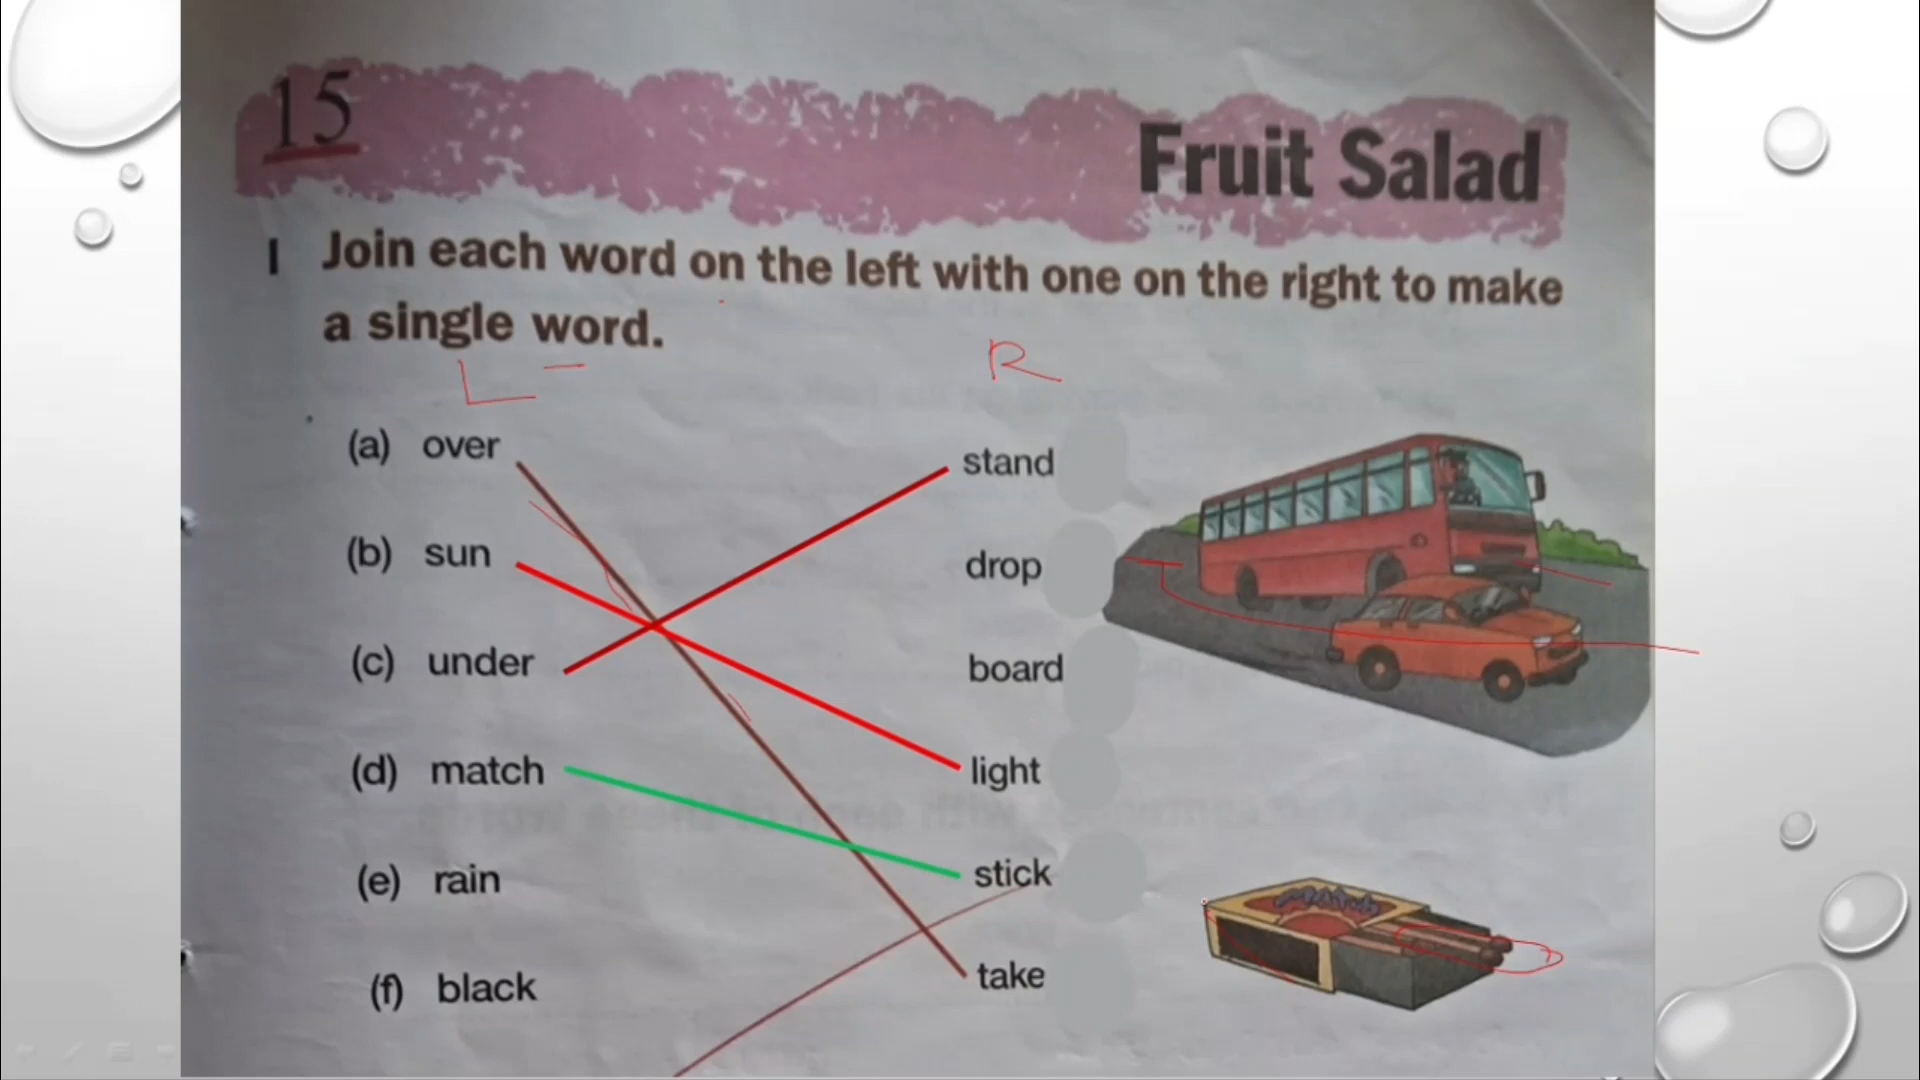 15
Fruit Salad
I Join each word on the left with one on the right to make
a single word.
L R
(a) over stand
(b) sun drop
(c) under board
(d) match light
(e) rain stick
(f) black take